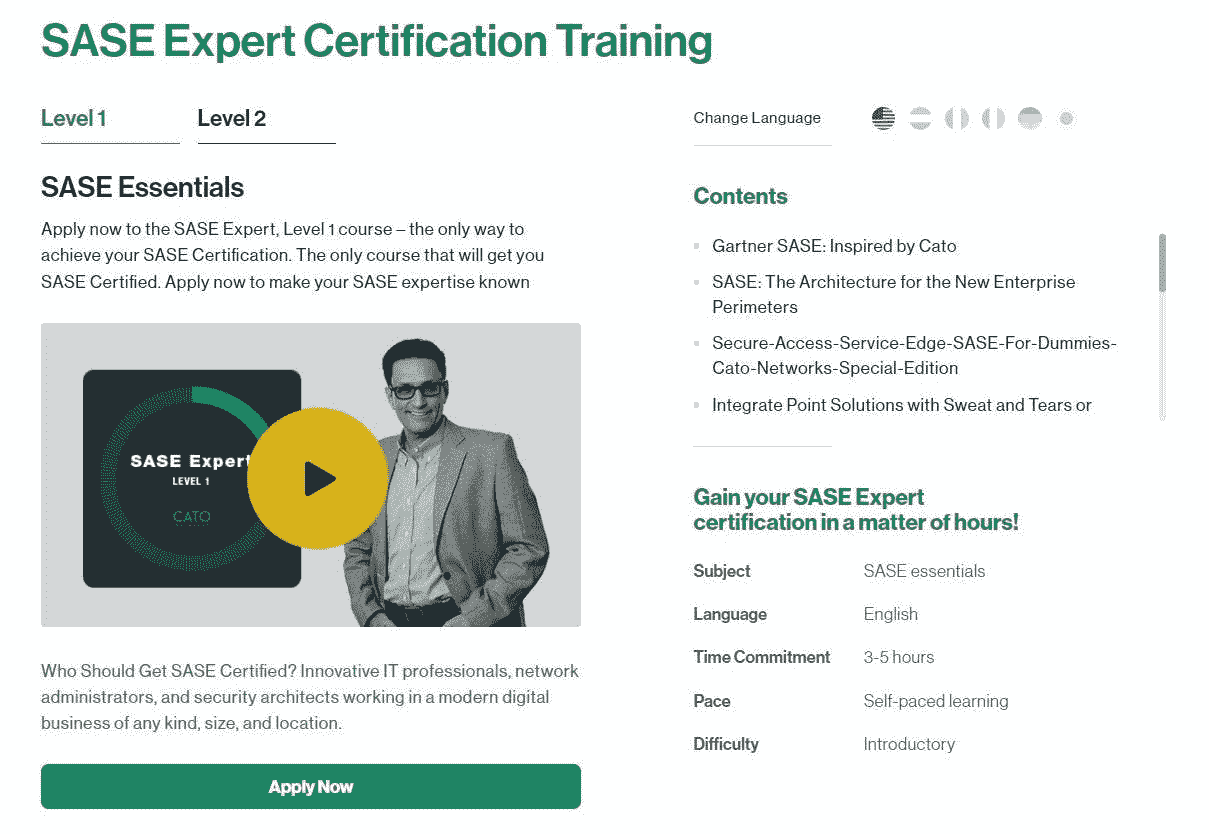 SASE Expert Certification Training
Level 1
Level 2
SASE Essentials
Apply now to the SASE Expert, Level 1 course – the only way to
achieve your SASE Certification. The only course that will get you
SASE Certified. Apply now to make your SASE expertise known
SASE Expert
LEVEL 1
CATO
Who Should Get SASE Certified? Innovative IT professionals, network
administrators, and security architects working in a modern digital
business of any kind, size, and location.
Apply Now
Change Language
Contents
Gartner SASE: Inspired by Cato
SASE: The Architecture for the New Enterprise
Perimeters
Secure-Access-Service-Edge-SASE-For-Dummies-
Cato-Networks-Special-Edition
Integrate Point Solutions with Sweat and Tears or
Gain your SASE Expert
certification in a matter of hours!
Subject SASE essentials
Language English
Time Commitment 3-5 hours
Pace Self-paced learning
Difficulty Introductory